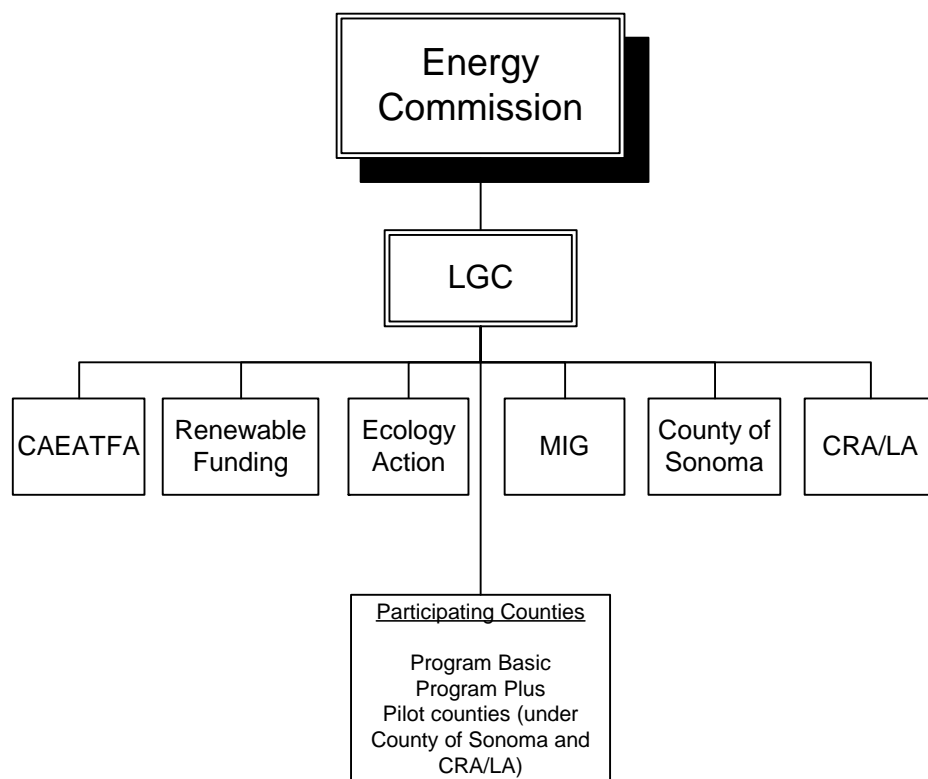 Energy
Commission
LGC
CAEATFA
Renewable
Funding
Ecology
Action
MIG
County of
Sonoma
CRA/LA
Participating Counties
Program Basic
Program Plus
Pilot counties (under
County of Sonoma and
CRA/LA)